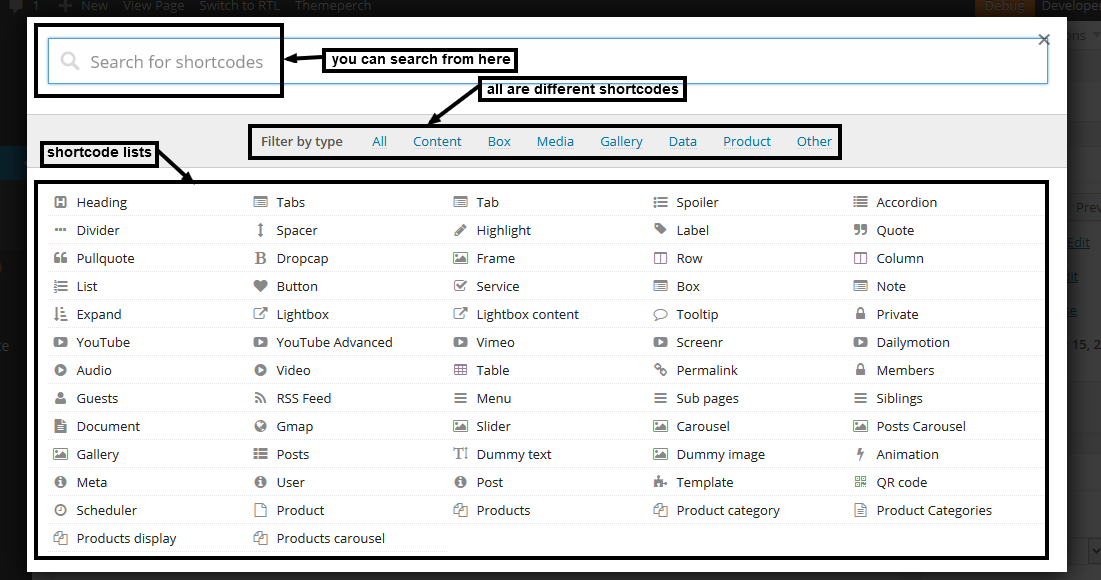 1 + New View Page Switch to RTL Themeperch Debug Develope
Search for shortcodes
you can search from here
all are different shortcodes
Filter by type All Content Box Media Gallery Data Product Other
shortcode lists
Heading Tabs Tab Spoiler Accordion
Divider Spacer Highlight Label Quote
Pullquote Dropcap Frame Row Column
List Button Service Box Note
Expand Lightbox Lightbox content Tooltip Private
YouTube YouTube Advanced Vimeo Screenr Dailymotion
Audio Video Table Permalink Members
Guests RSS Feed Menu Sub pages Siblings
Document Gmap Slider Carousel Posts Carousel
Gallery Posts Dummy text Dummy image Animation
Meta User Post Template QR code
Scheduler Product Products Product category Product Categories
Products display Products carousel
Prev
Edit
15, 2